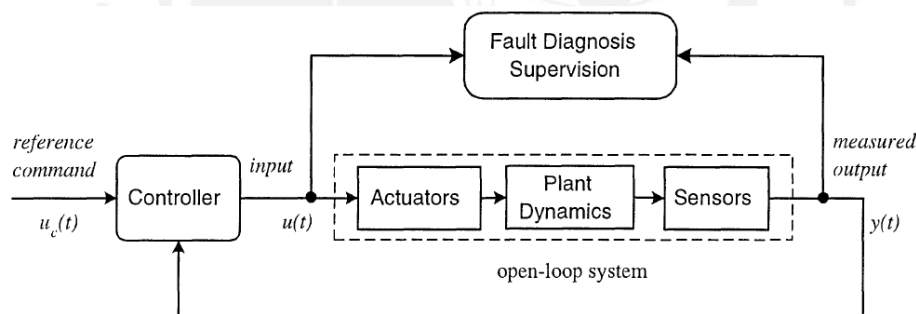 Fault Diagnosis
Supervision
reference
command
input
measured
output
Controller
Actuators
Plant
Dynamics
Sensors
u_c(t)
u(t)
y(t)
open-loop system